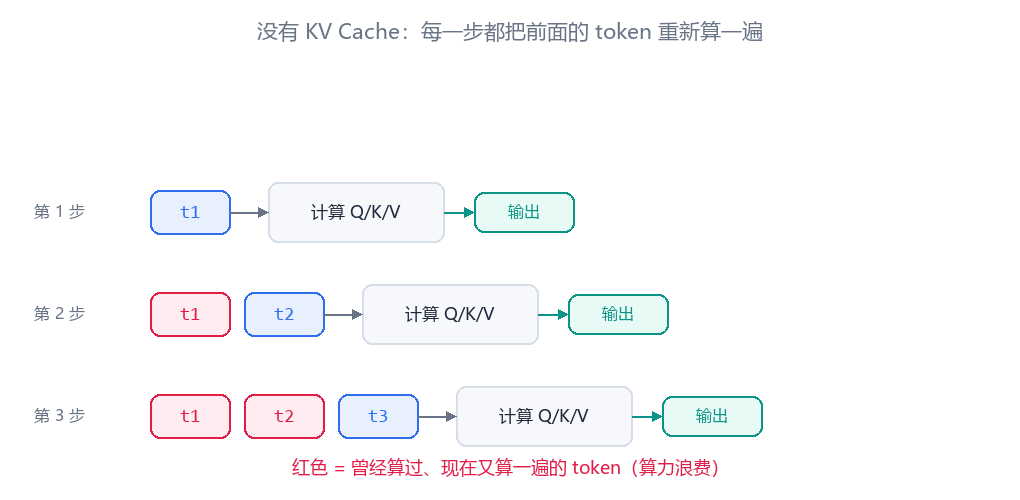 没有 KV Cache：每一步都把前面的 token 重新算一遍
第 1 步 t1 计算 Q/K/V 输出
第 2 步 t1 t2 计算 Q/K/V 输出
第 3 步 t1 t2 t3 计算 Q/K/V 输出
红色 = 曾经算过、现在又算一遍的 token（算力浪费）